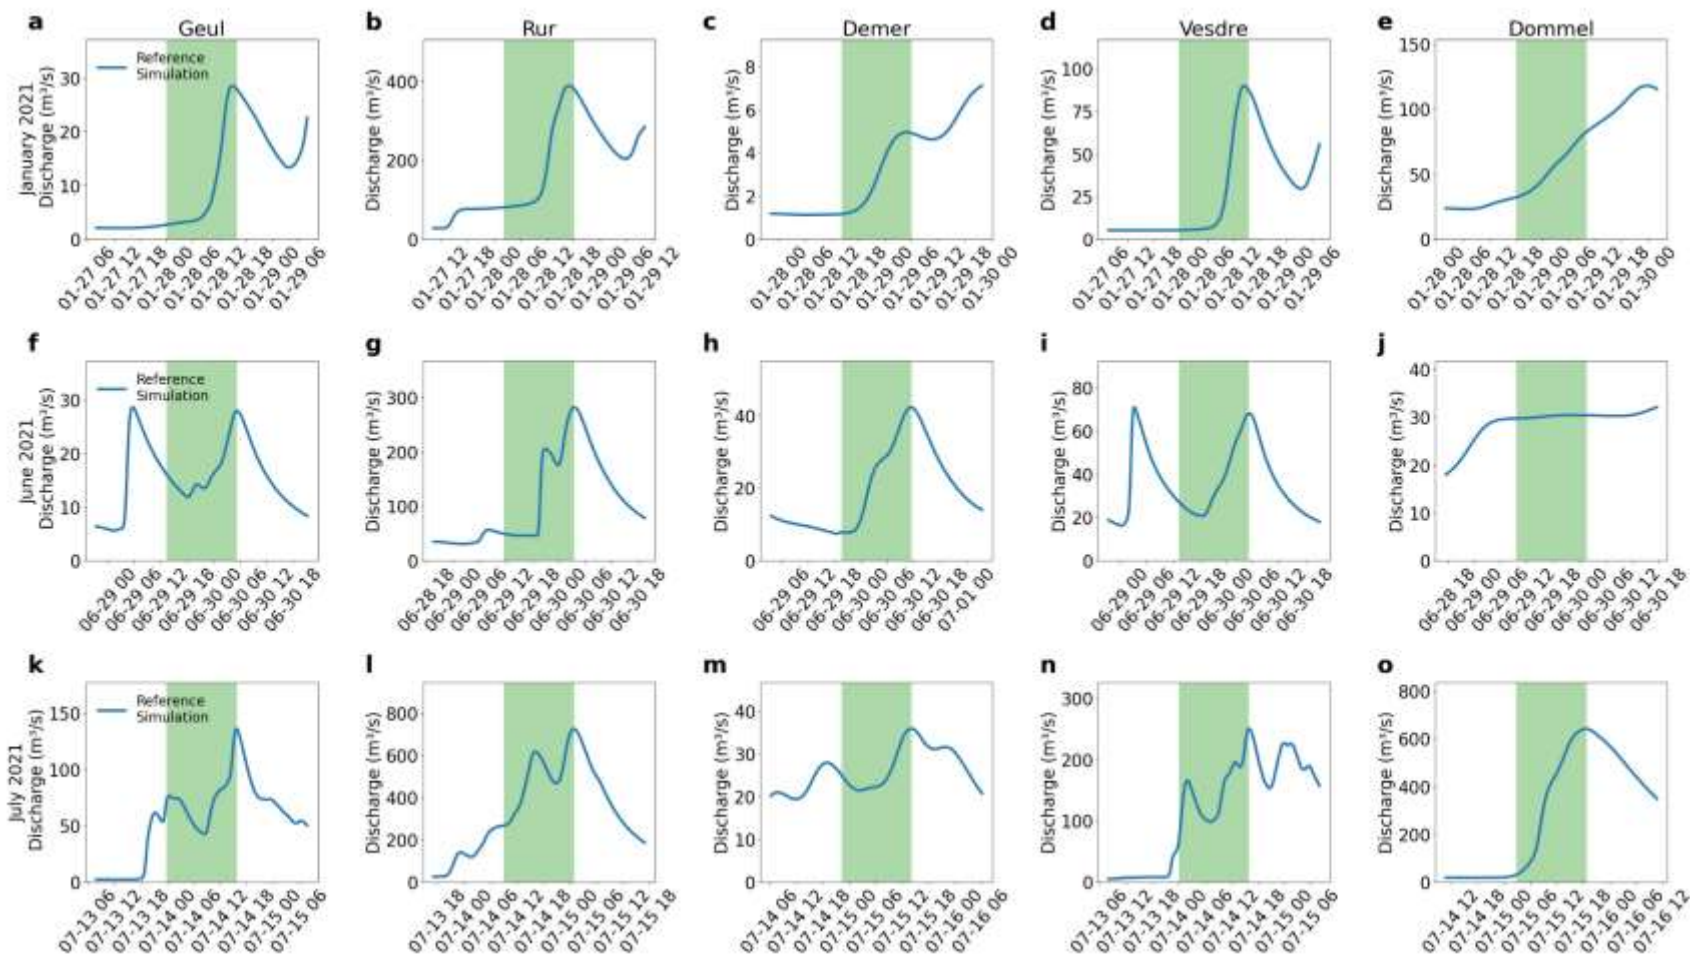 a Geul b Rur c Demer d Vesdre e Dommel
January 2021
Discharge (m³/s)
0 10 20 30
Reference
Simulation
01-27 06 01-27 12 01-27 18 01-28 00 01-28 06 01-28 12 01-28 18 01-29 00 01-29 06
Discharge (m³/s)
0 200 400
01-27 12 01-27 18 01-28 00 01-28 06 01-28 12 01-28 18 01-29 00 01-29 06 01-29 12
Discharge (m³/s)
0 2 4 6 8
01-28 00 01-28 06 01-28 12 01-28 18 01-29 00 01-29 06 01-29 12 01-29 18 01-30 00
Discharge (m³/s)
0 25 50 75 100
01-27 06 01-27 12 01-27 18 01-28 00 01-28 06 01-28 12 01-28 18 01-29 00 01-29 06
Discharge (m³/s)
0 50 100 150
01-28 00 01-28 06 01-28 12 01-28 18 01-29 00 01-29 06 01-29 12 01-29 18 01-30 00
f g h i j
June 2021
Discharge (m³/s)
0 10 20 30
Reference
Simulation
06-29 00 06-29 06 06-29 12 06-29 18 06-30 00 06-30 06 06-30 12 06-30 18
Discharge (m³/s)
0 100 200 300
06-28 18 06-29 00 06-29 06 06-29 12 06-29 18 06-30 00 06-30 06 06-30 12 06-30 18
Discharge (m³/s)
0 20 40
06-29 06 06-29 12 06-29 18 06-30 00 06-30 06 06-30 12 06-30 18 07-01 00
Discharge (m³/s)
0 20 40 60 80
06-29 00 06-29 06 06-29 12 06-29 18 06-30 00 06-30 06 06-30 12 06-30 18
Discharge (m³/s)
0 10 20 30 40
06-28 18 06-29 00 06-29 06 06-29 12 06-29 18 06-30 00 06-30 06 06-30 12 06-30 18
k l m n o
July 2021
Discharge (m³/s)
0 50 100 150
Reference
Simulation
07-13 06 07-13 12 07-13 18 07-14 00 07-14 06 07-14 12 07-14 18 07-15 00 07-15 06
Discharge (m³/s)
0 200 400 600 800
07-13 18 07-14 00 07-14 06 07-14 12 07-14 18 07-15 00 07-15 06 07-15 12 07-15 18
Discharge (m³/s)
0 10 20 30 40
07-14 06 07-14 12 07-14 18 07-15 00 07-15 06 07-15 12 07-15 18 07-16 00 07-16 06
Discharge (m³/s)
0 100 200 300
07-13 06 07-13 12 07-13 18 07-14 00 07-14 06 07-14 12 07-14 18 07-15 00 07-15 06
Discharge (m³/s)
0 200 400 600 800
07-14 12 07-14 18 07-15 00 07-15 06 07-15 12 07-15 18 07-16 00 07-16 06 07-16 12